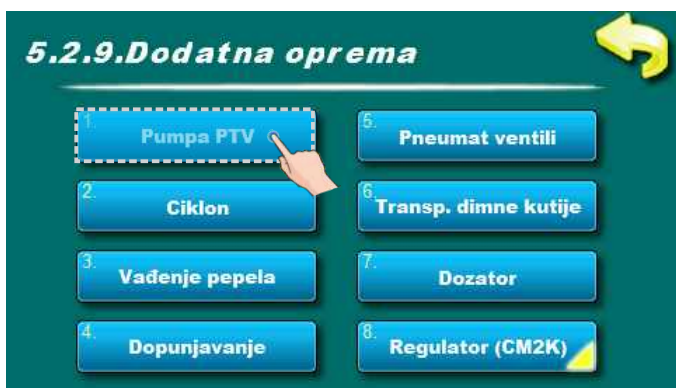 5.2.9.Dodatna oprema
1. Pumpa PTV
2. Ciklon
3. Vađenje pepela
4. Dopunjavanje
5. Pneumat ventili
6. Transp. dimne kutije
7. Dozator
8. Regulator (CM2K)